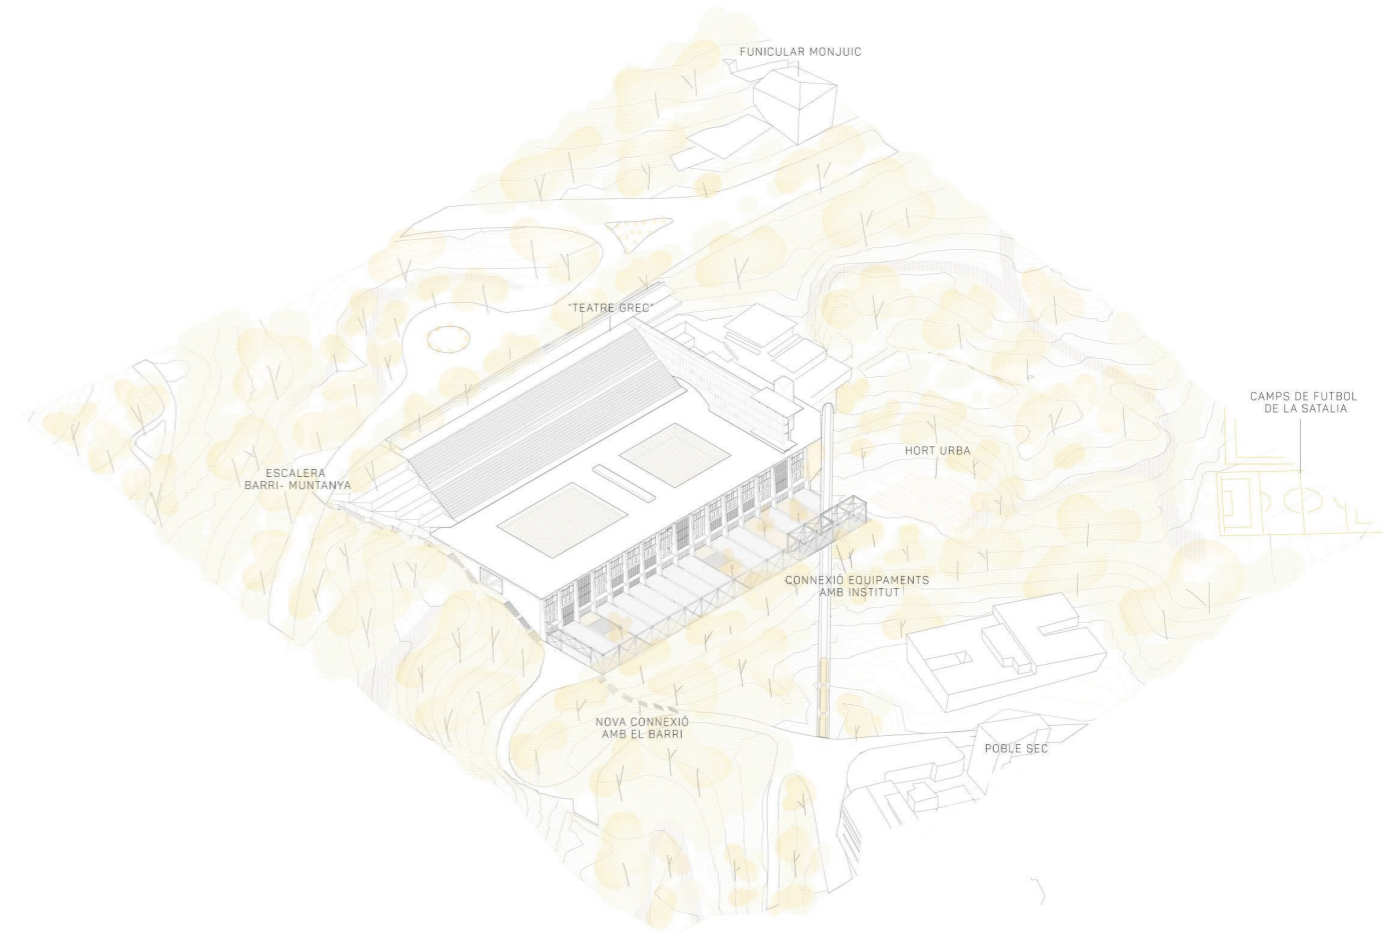 FUNICULAR MONJUIC
"TEATRE GREC"
CAMPS DE FUTBOL
DE LA SATALIA
HORT URBA
ESCALERA
BARRI- MUNTANYA
CONNEXIÓ EQUIPAMENTS
AMB INSTITUT
NOVA CONNEXIÓ
AMB EL BARRI
POBLE SEC